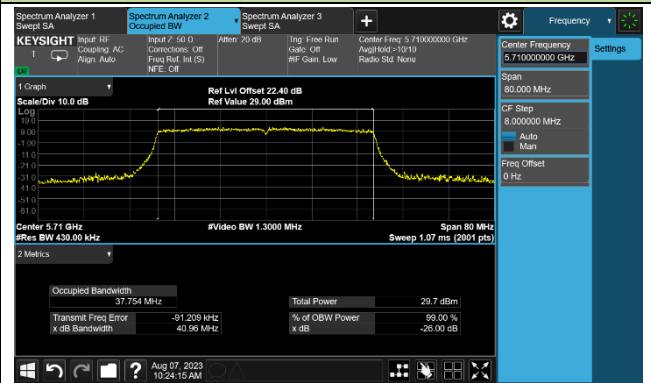 Spectrum Analyzer 1
Swept SA
Spectrum Analyzer 2
Occupied BW
Spectrum Analyzer 3
Swept SA
Frequency
KEYSIGHT
Input: RF
Coupling: AC
Align: Auto
Input Z: 50 Ω
Corrections: Off
Freq Ref: Int (S)
NFE: Off
Atten: 20 dB
Trig: Free Run
Gate: Off
#IF Gain: Low
Center Freq: 5.710000000 GHz
Avg|Hold:>10/10
Radio Std: None
Center Frequency
5.710000000 GHz
Settings
Span
80.000 MHz
CF Step
8.000000 MHz
Auto
Man
Freq Offset
0 Hz
1 Graph
Scale/Div 10.0 dB
Ref Lvl Offset 22.40 dB
Ref Value 29.00 dBm
Log
19.0
9.00
-1.00
-11.0
-21.0
-31.0
-41.0
-51.0
-61.0
Center 5.71 GHz
#Res BW 430.00 kHz
#Video BW 1.3000 MHz
Span 80 MHz
Sweep 1.07 ms (2001 pts)
2 Metrics
Occupied Bandwidth
37.754 MHz
Total Power 29.7 dBm
Transmit Freq Error -91.209 kHz
% of OBW Power 99.00 %
x dB Bandwidth 40.96 MHz
x dB -26.00 dB
Aug 07, 2023
10:24:15 AM